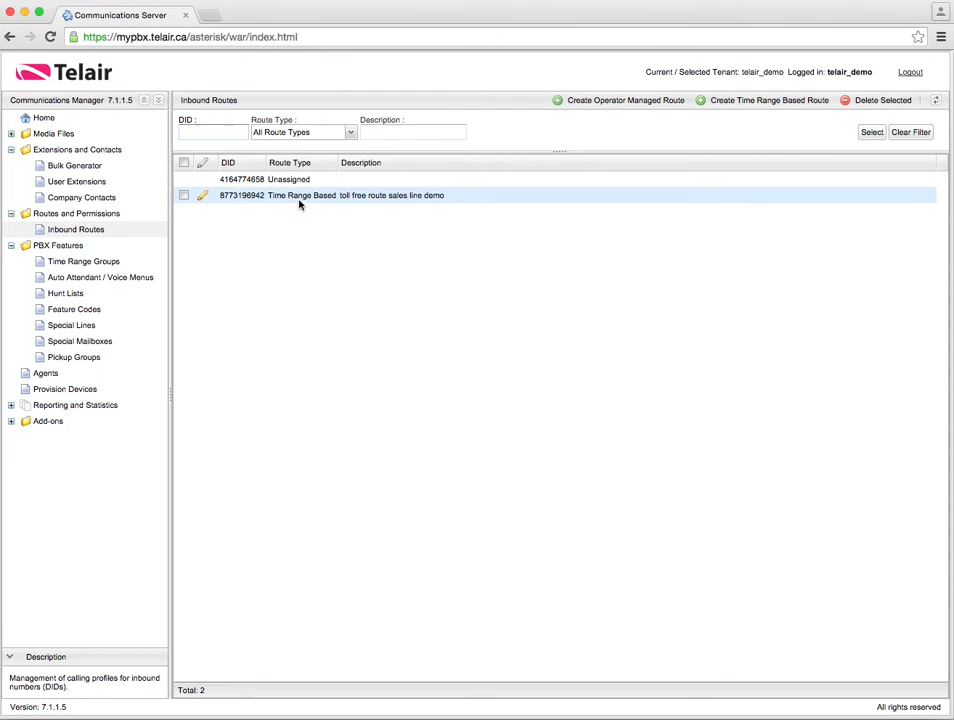 Communications Server
https://mypbx.telair.ca/asterisk/war/index.html
Telair
Current / Selected Tenant: telair_demo Logged in: telair_demo Logout
Communications Manager 7.1.1.5
Inbound Routes
Create Operator Managed Route
Create Time Range Based Route
Delete Selected
Home
Media Files
Extensions and Contacts
Bulk Generator
User Extensions
Company Contacts
Routes and Permissions
Inbound Routes
PBX Features
Time Range Groups
Auto Attendant / Voice Menus
Hunt Lists
Feature Codes
Special Lines
Special Mailboxes
Pickup Groups
Agents
Provision Devices
Reporting and Statistics
Add-ons
DID : Route Type : Description :
All Route Types
Select Clear Filter
DID Route Type Description
4164774658 Unassigned
8773196942 Time Range Based toll free route sales line demo
Description
Management of calling profiles for inbound
numbers (DIDs).
Total: 2
Version: 7.1.1.5
All rights reserved